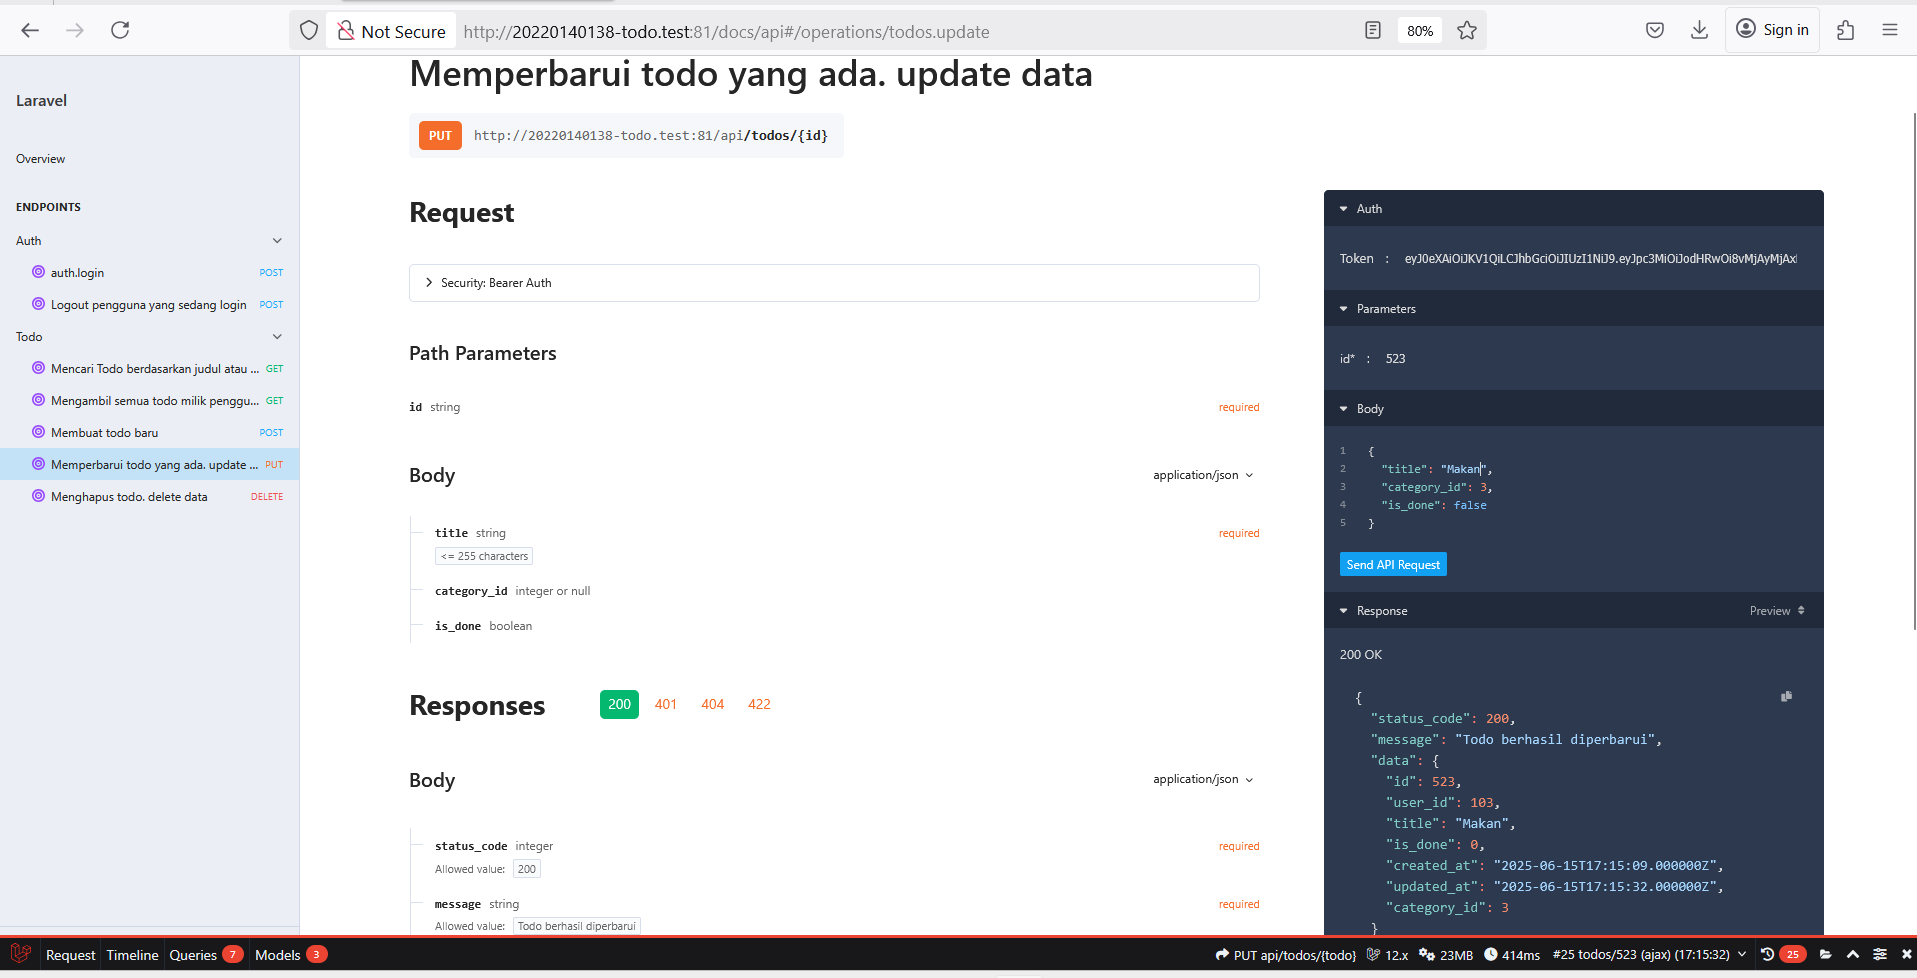 Not Secure
http://20220140138-todo.test:81/docs/api#/operations/todos.update
80%
Sign in
Laravel
Overview
ENDPOINTS
Auth
auth.login POST
Logout pengguna yang sedang login POST
Todo
Mencari Todo berdasarkan judul atau ... GET
Mengambil semua todo milik penggu... GET
Membuat todo baru POST
Memperbarui todo yang ada. update ... PUT
Menghapus todo. delete data DELETE
Memperbarui todo yang ada. update data
PUT http://20220140138-todo.test:81/api/todos/{id}
Request
Security: Bearer Auth
Path Parameters
id string required
Body application/json
title string required
<= 255 characters
category_id integer or null
is_done boolean
Responses 200 401 404 422
Body application/json
status_code integer required
Allowed value: 200
message string required
Allowed value: Todo berhasil diperbarui
Auth
Token : eyJ0eXAiOiJKV1QiLCJhbGciOiJIUzI1NiJ9.eyJpc3MiOiJodHRwOi8vMjAyMjAx
Parameters
id* : 523
Body
1 {
2 "title": "Makan",
3 "category_id": 3,
4 "is_done": false
5 }
Send API Request
Response Preview
200 OK
{
"status_code": 200,
"message": "Todo berhasil diperbarui",
"data": {
"id": 523,
"user_id": 103,
"title": "Makan",
"is_done": 0,
"created_at": "2025-06-15T17:15:09.000000Z",
"updated_at": "2025-06-15T17:15:32.000000Z",
"category_id": 3
}
Request Timeline Queries 7 Models 3 PUT api/todos/{todo} 12.x 23MB 414ms #25 todos/523 (ajax) (17:15:32) 25